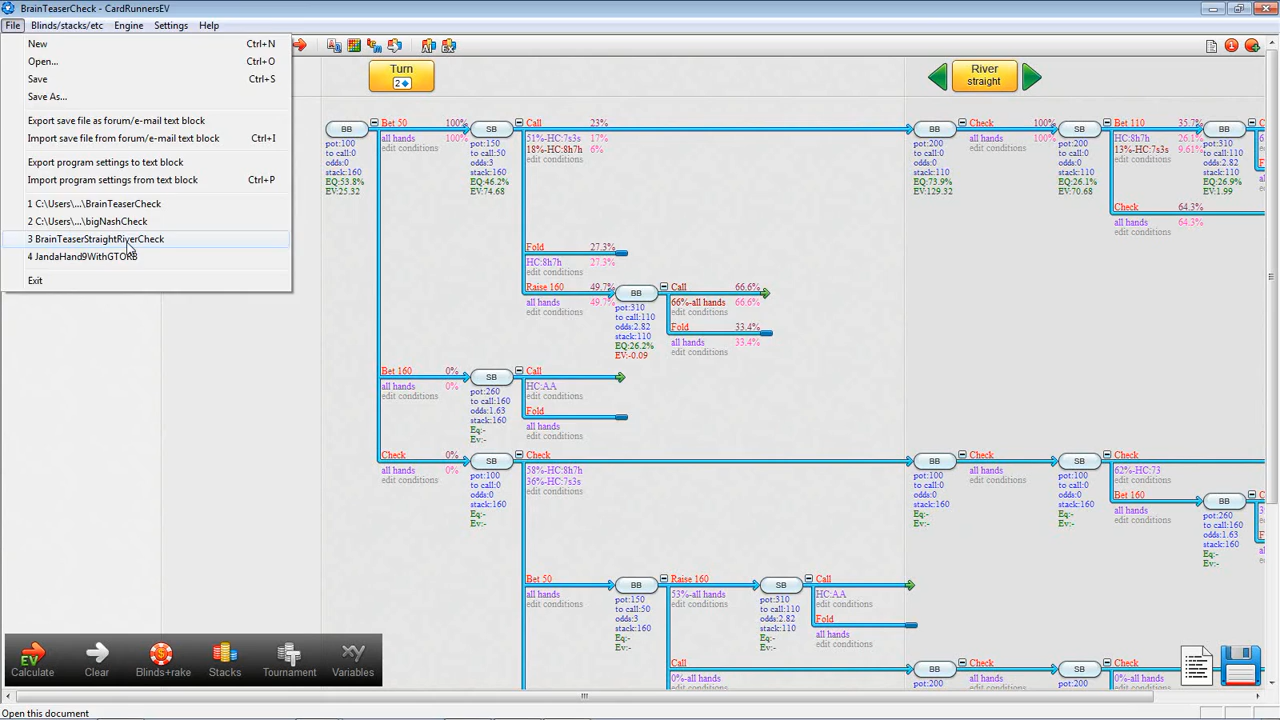 BrainTeaserCheck - CardRunnersEV
File Blinds/stacks/etc Engine Settings Help
New Ctrl+N
Open... Ctrl+O
Save Ctrl+S
Save As...
Export save file as forum/e-mail text block
Import save file from forum/e-mail text block Ctrl+I
Export program settings to text block
Import program settings from text block Ctrl+P
1 C:\Users\...\BrainTeaserCheck
2 C:\Users\...\bigNashCheck
3 BrainTeaserStraightRiverCheck
4 JandaHand9WithGTORB
Exit
Turn
2♦
River
straight
BB
pot:100
to call:0
odds:0
stack:160
EQ:53.8%
EV:25.32
Bet 50 100%
all hands 100%
edit conditions
SB
pot:150
to call:50
odds:3
stack:160
EQ:46.2%
EV:74.68
Call 23%
51%-HC:7s3s 17%
18%-HC:8h7h 6%
edit conditions
BB
pot:200
to call:0
odds:0
stack:110
EQ:73.9%
EV:129.32
Check 100%
all hands 100%
edit conditions
SB
pot:200
to call:0
odds:0
stack:110
EQ:26.1%
EV:70.68
Bet 110 35.7%
HC:8h7h 26.1%
13%-HC:7s3s 9.61%
edit conditions
BB
pot:310
to call:110
odds:2.82
stack:110
EQ:26.9%
EV:1.99
Check 64.3%
all hands 64.3%
edit conditions
Fold 27.3%
HC:8h7h 27.3%
edit conditions
Raise 160 49.7%
all hands 49.7%
edit conditions
BB
pot:310
to call:110
odds:2.82
stack:110
EQ:26.2%
EV:-0.09
Call 66.6%
66%-all hands 66.6%
edit conditions
Fold 33.4%
all hands 33.4%
edit conditions
Bet 160 0%
all hands 0%
edit conditions
SB
pot:260
to call:160
odds:1.63
stack:160
Eq:-
Ev:-
Call
HC:AA
edit conditions
Fold
all hands
edit conditions
Check 0%
all hands 0%
edit conditions
SB
pot:100
to call:0
odds:0
stack:160
Eq:-
Ev:-
Check
58%-HC:8h7h
36%-HC:7s3s
edit conditions
BB
pot:100
to call:0
odds:0
stack:160
Eq:-
Ev:-
Check
all hands
edit conditions
SB
pot:100
to call:0
odds:0
stack:160
Eq:-
Ev:-
Check
62%-HC:73
edit conditions
Bet 160
all hands
edit conditions
BB
pot:260
to call:160
odds:1.63
stack:160
Eq:-
Ev:-
Bet 50
all hands
edit conditions
BB
pot:150
to call:50
odds:3
stack:160
Eq:-
Ev:-
Raise 160
53%-all hands
edit conditions
SB
pot:310
to call:110
odds:2.82
stack:110
Eq:-
Ev:-
Call
HC:AA
edit conditions
Fold
all hands
edit conditions
Call
0%-all hands
edit conditions
BB
pot:200
Check
all hands
SB
pot:200
Bet 110
all hands
EV Calculate
Clear
Blinds+rake
Stacks
Tournament
XY Variables
Open this document